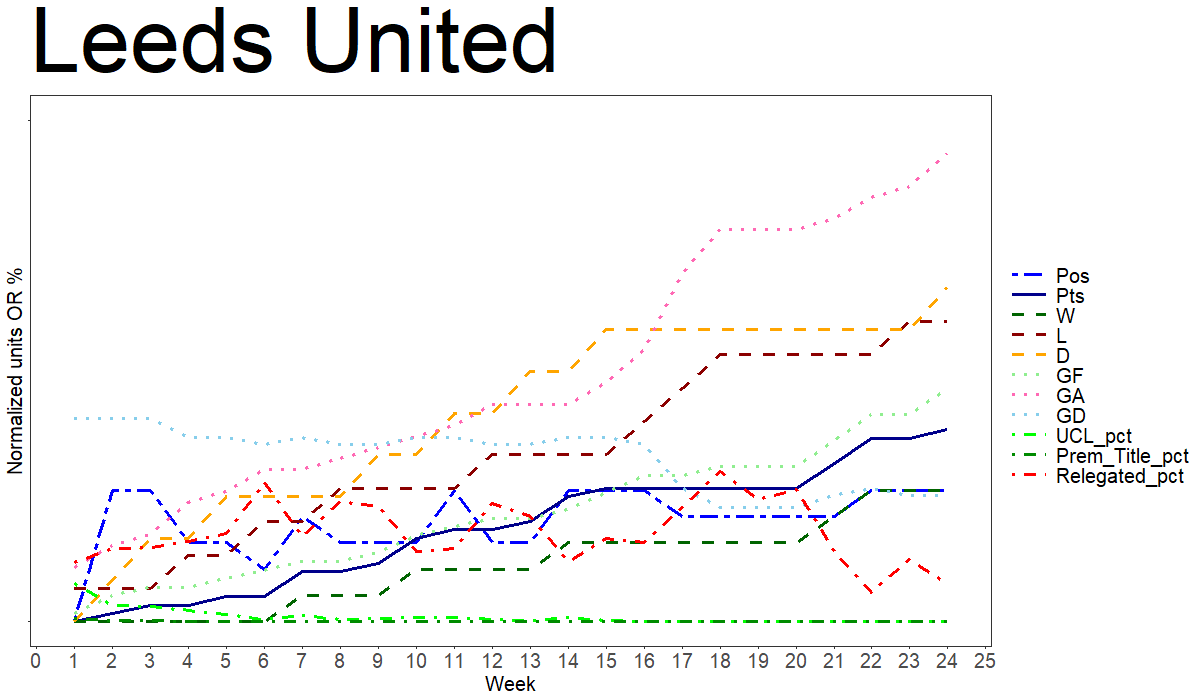 Leeds United
Normalized units OR %
0 1 2 3 4 5 6 7 8 9 10 11 12 13 14 15 16 17 18 19 20 21 22 23 24 25
Week
Pos
Pts
W
L
D
GF
GA
GD
UCL_pct
Prem_Title_pct
Relegated_pct